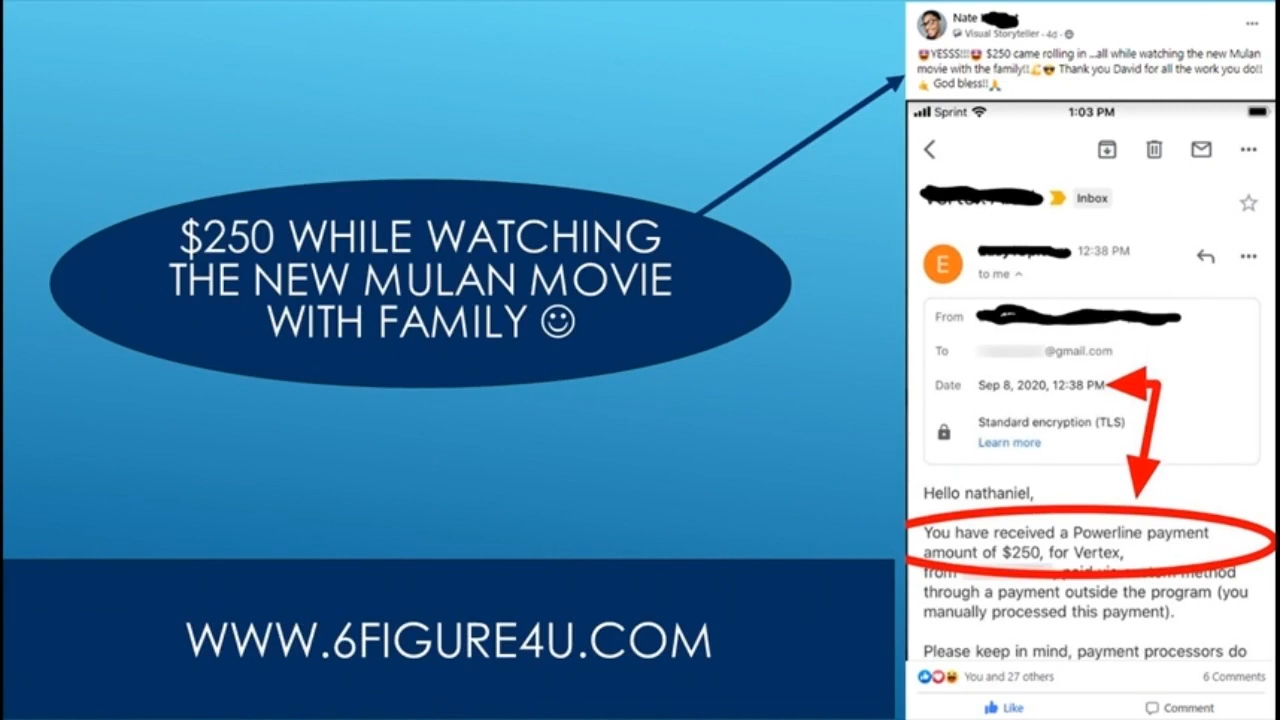 $250 WHILE WATCHING
THE NEW MULAN MOVIE
WITH FAMILY ☺
WWW.6FIGURE4U.COM
Nate
Visual Storyteller · 4d ·
🤩YESSS!!!🤩 $250 came rolling in ...all while watching the new Mulan
movie with the family!!💪😎 Thank you David for all the work you do!!
🤙 God bless!!🙏
Sprint 1:03 PM
Inbox
E
12:38 PM
to me
From
To @gmail.com
Date Sep 8, 2020, 12:38 PM
Standard encryption (TLS)
Learn more
Hello nathaniel,
You have received a Powerline payment
amount of $250, for Vertex,
from paid via custom method
through a payment outside the program (you
manually processed this payment).
Please keep in mind, payment processors do
You and 27 others 6 Comments
Like Comment